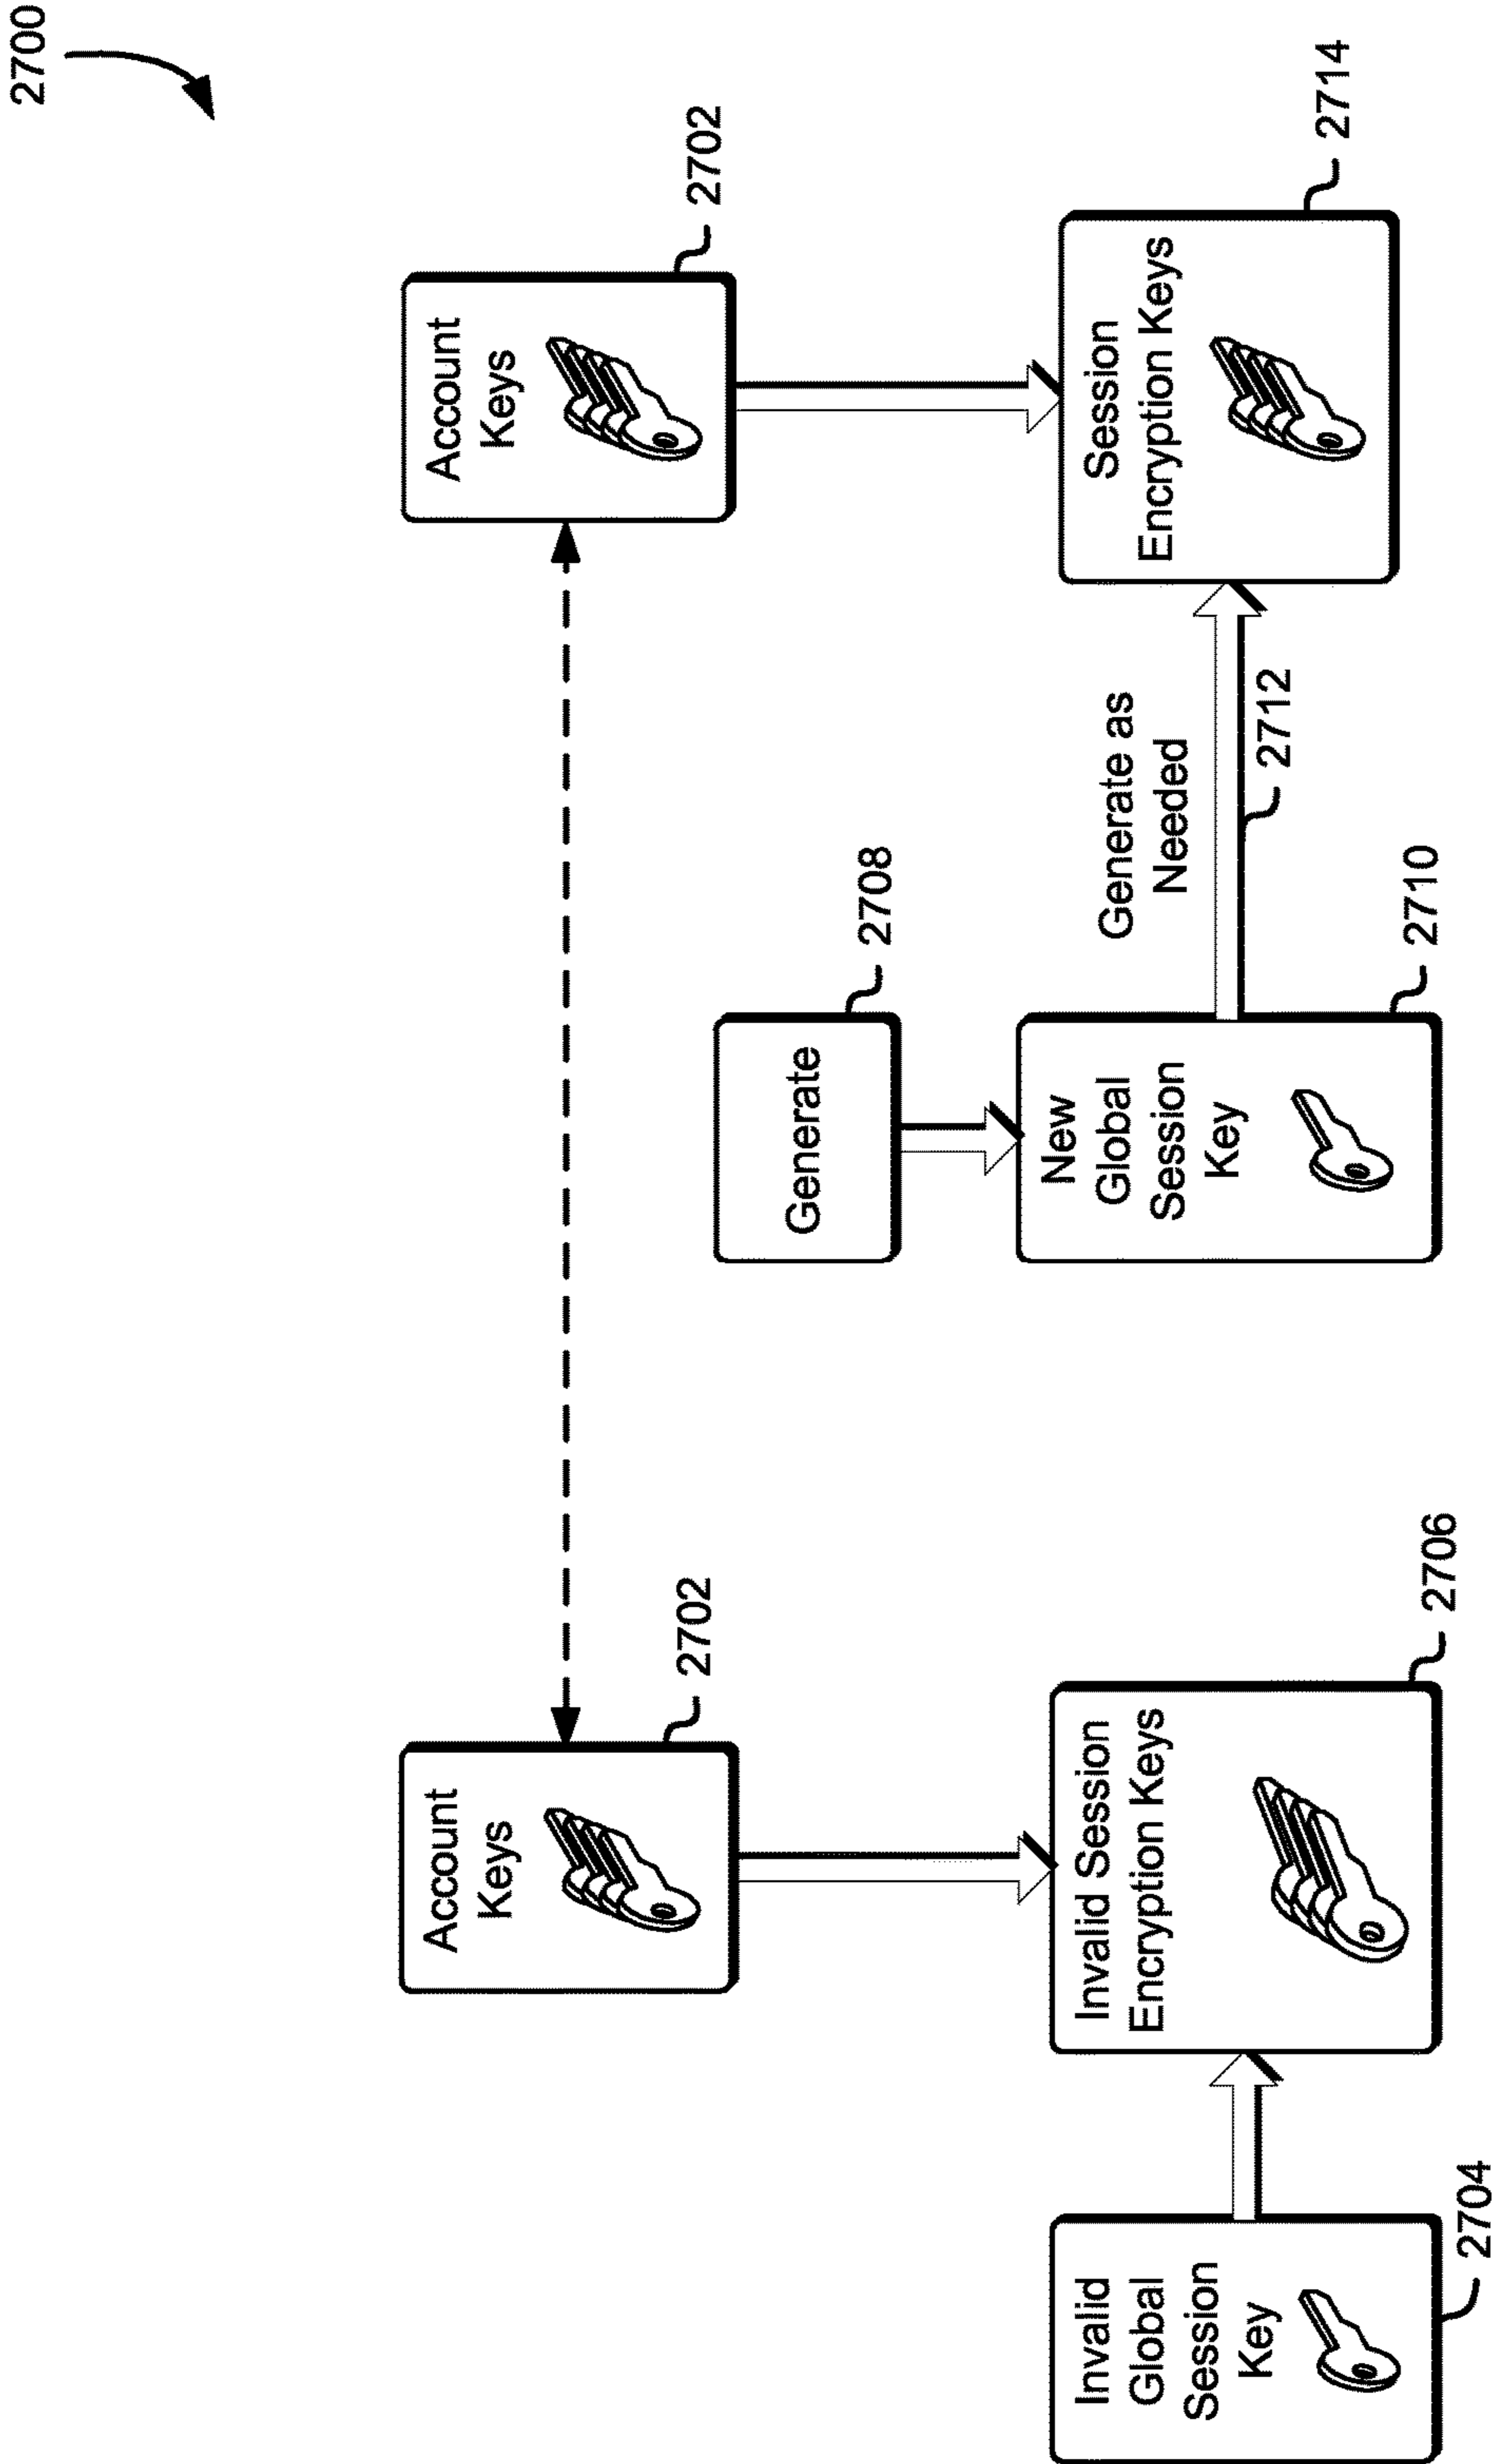 2700
Account
Keys
2702
Account
Keys
2702
Generate
2708
Invalid
Global
Session
Key
2704
Invalid Session
Encryption Keys
2706
New
Global
Session
Key
2710
Generate as
Needed
2712
Session
Encryption Keys
2714